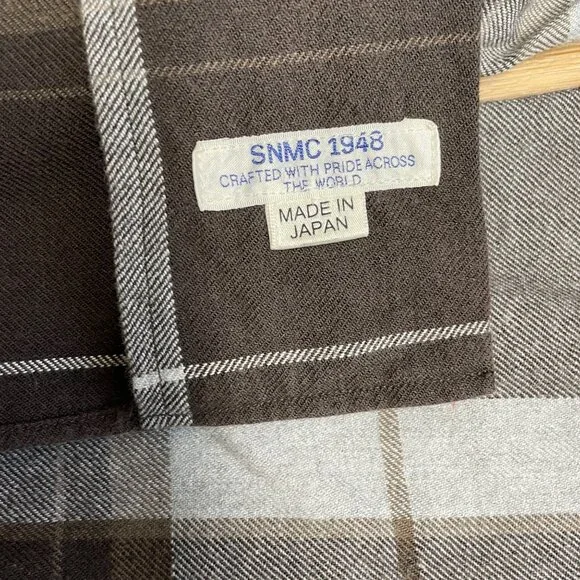 SNMC 1948
CRAFTED WITH PRIDE ACROSS
THE WORLD
MADE IN
JAPAN